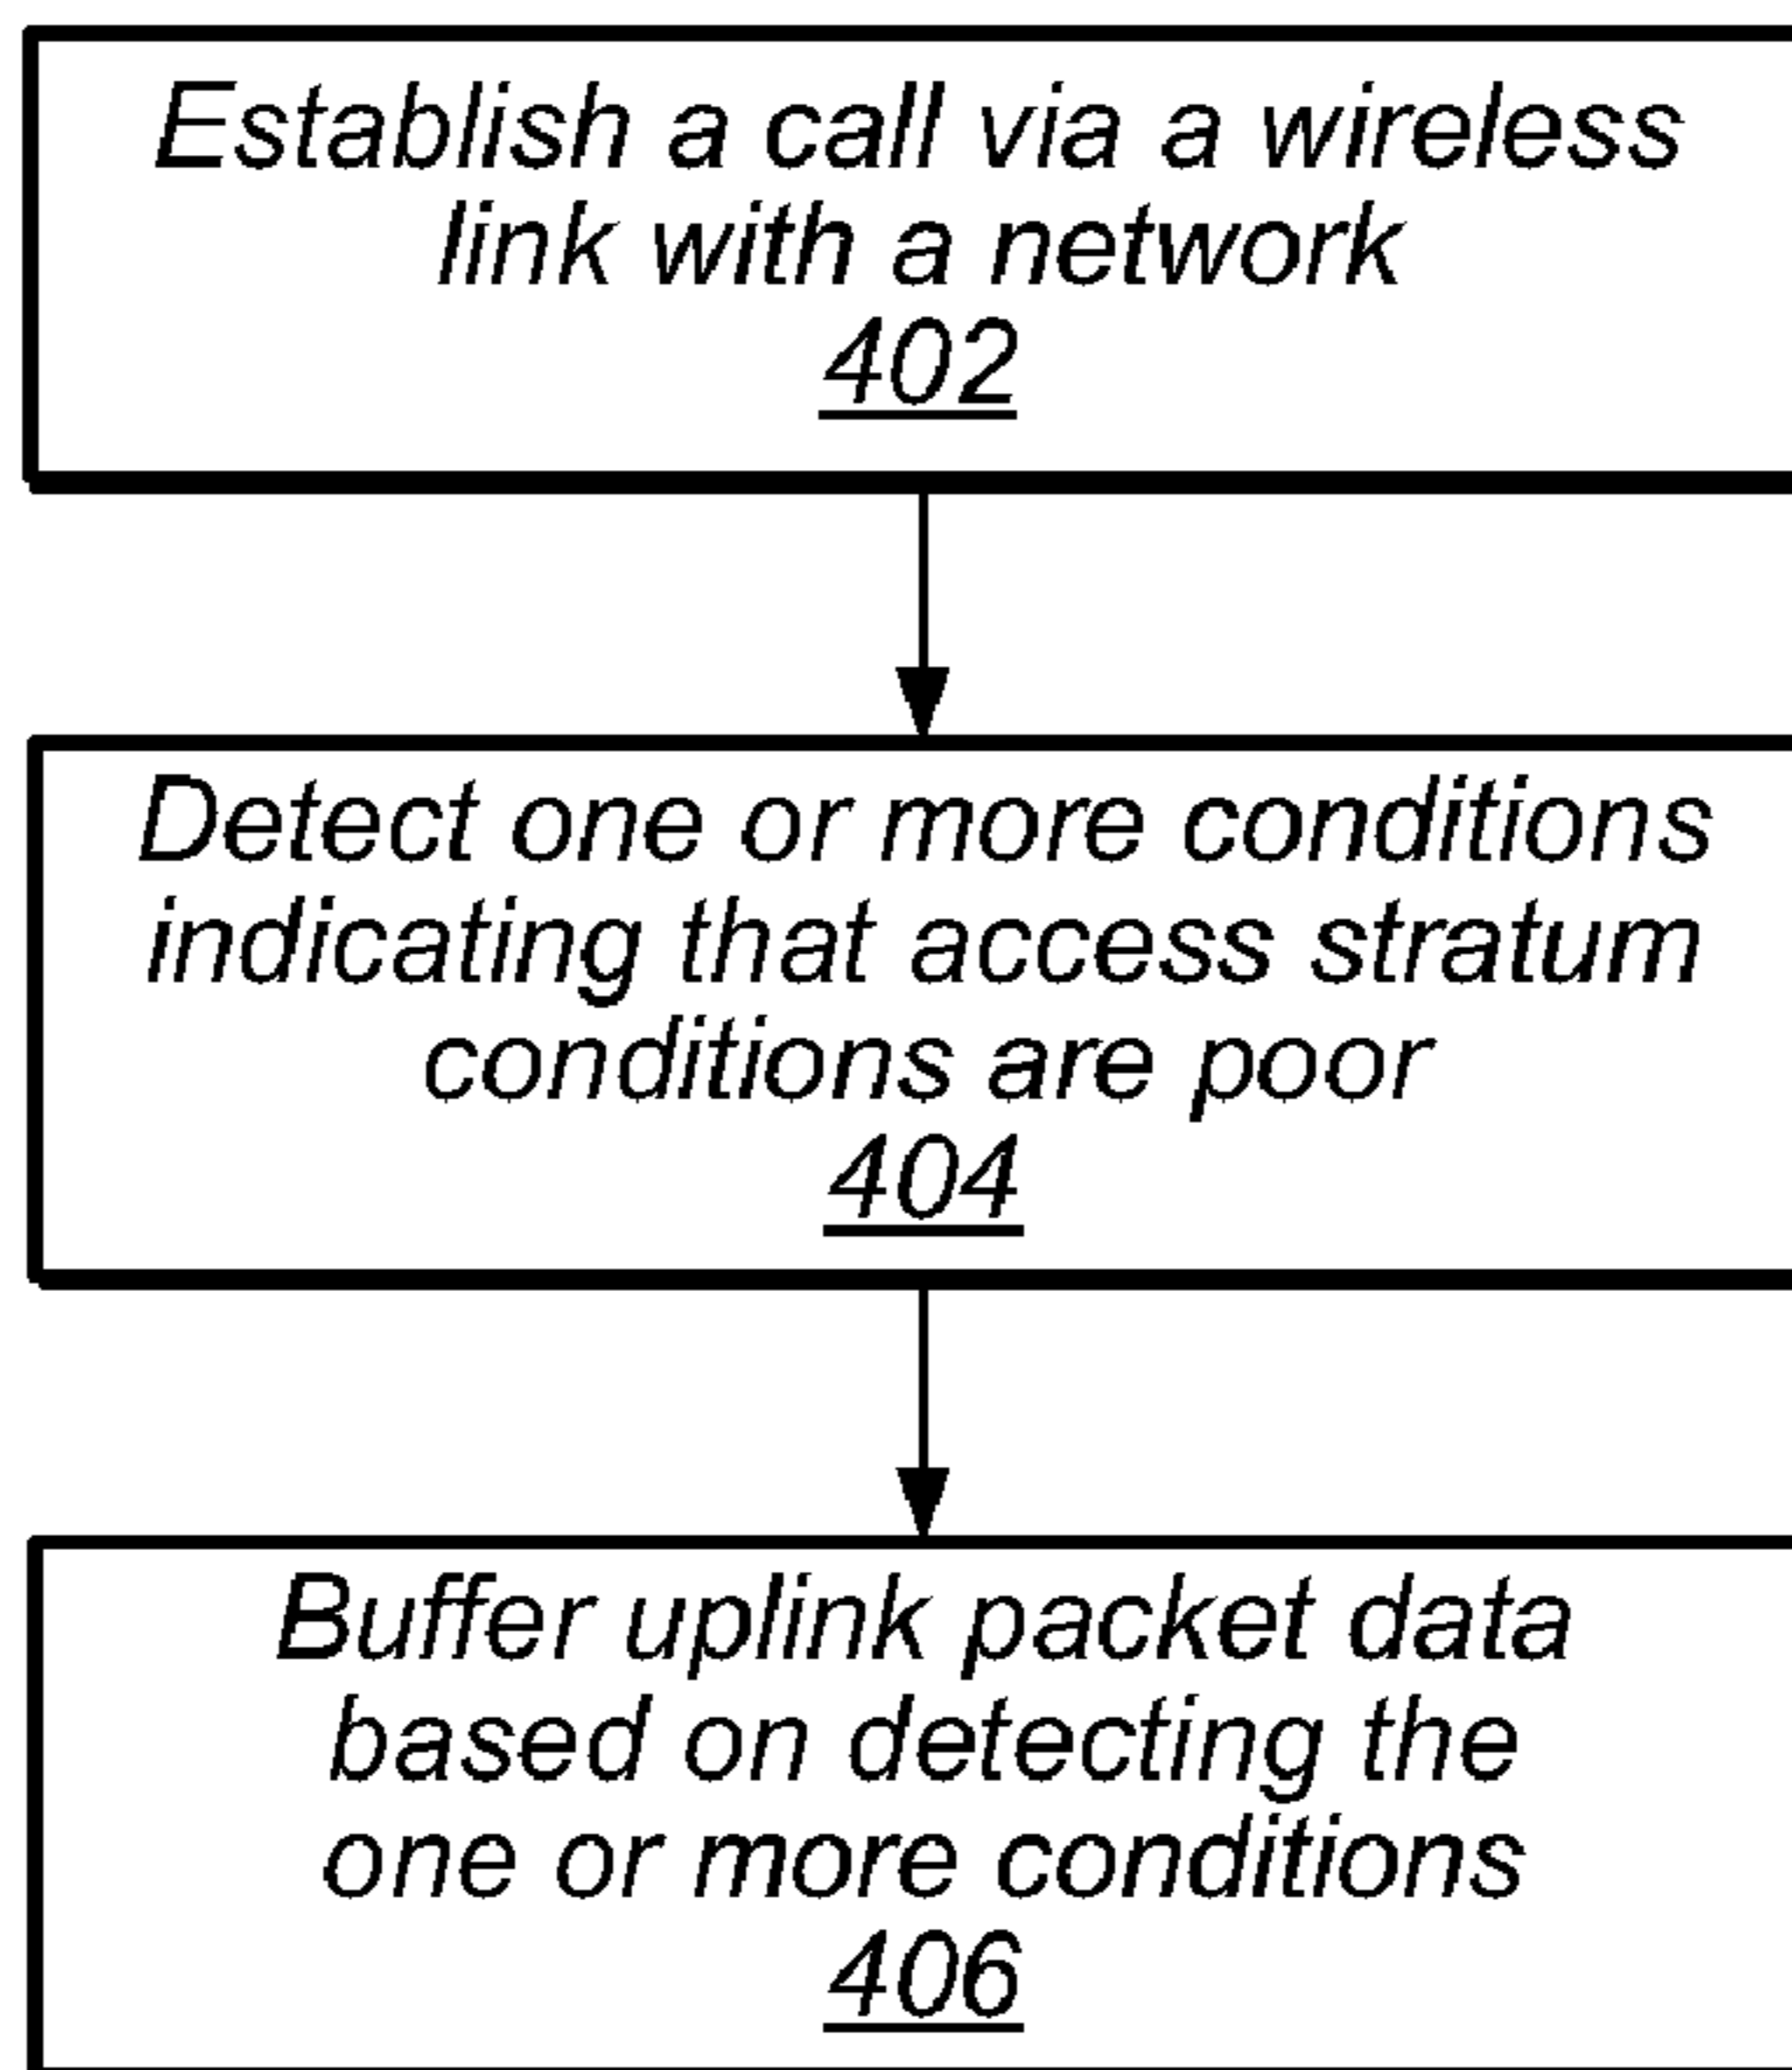 Establish a call via a wireless
link with a network
402
Detect one or more conditions
indicating that access stratum
conditions are poor
404
Buffer uplink packet data
based on detecting the
one or more conditions
406